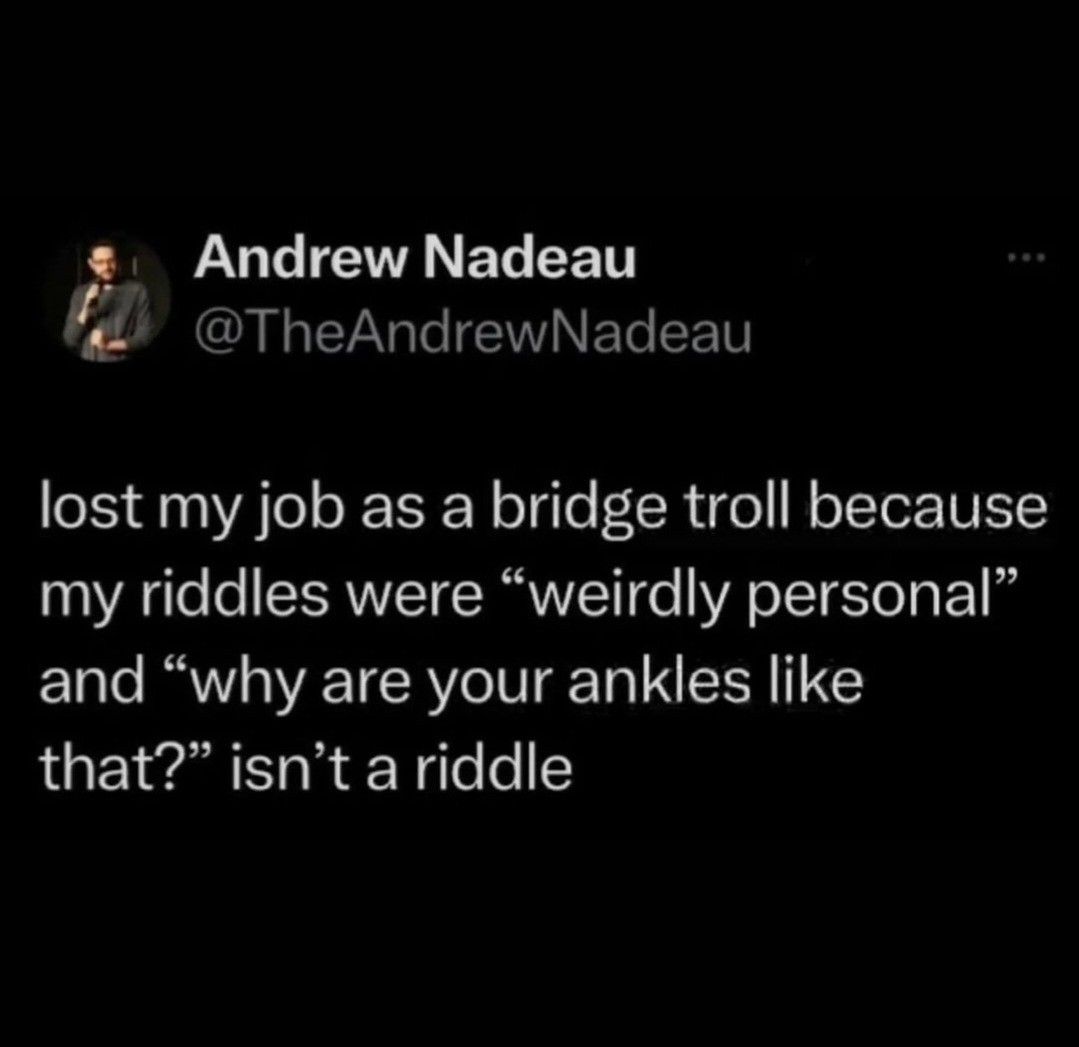 Andrew Nadeau
@TheAndrewNadeau
lost my job as a bridge troll because
my riddles were “weirdly personal”
and “why are your ankles like
that?” isn’t a riddle